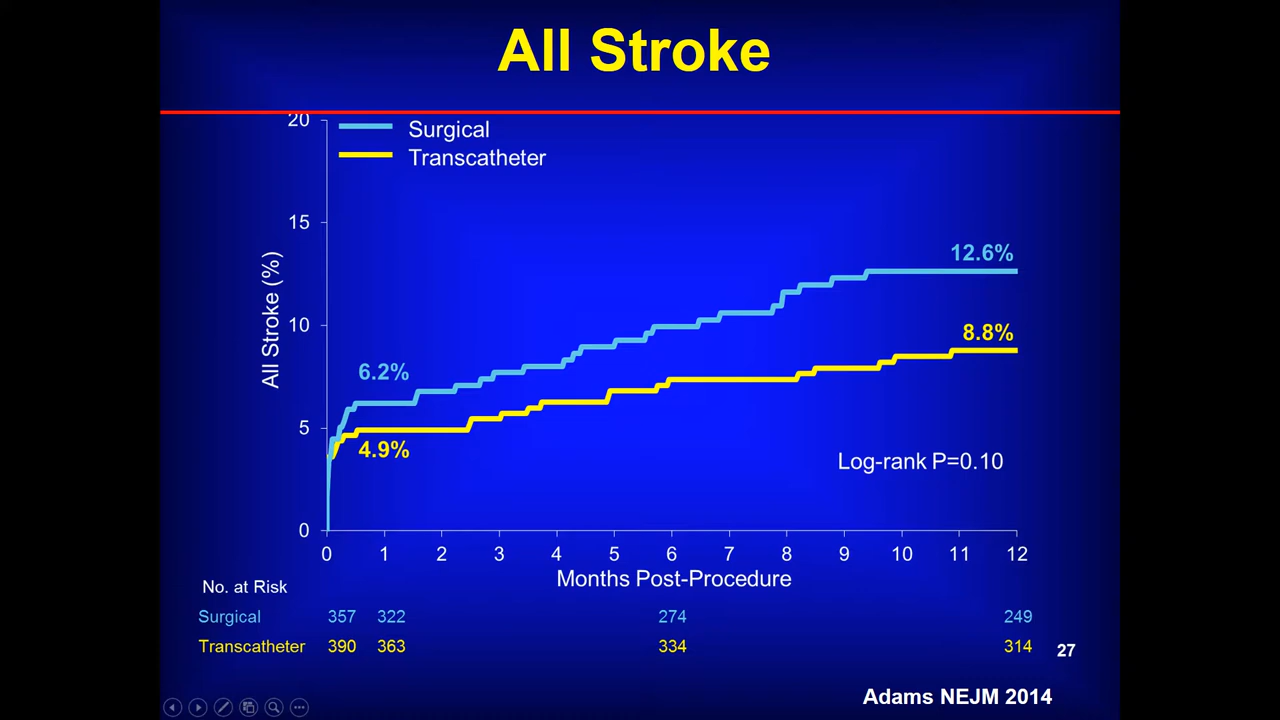 All Stroke
20
Surgical
Transcatheter
15
12.6%
10
8.8%
All Stroke (%)
6.2%
5
4.9%
Log-rank P=0.10
0
0 1 2 3 4 5 6 7 8 9 10 11 12
Months Post-Procedure
No. at Risk
Surgical 357 322 274 249
Transcatheter 390 363 334 314
27
Adams NEJM 2014